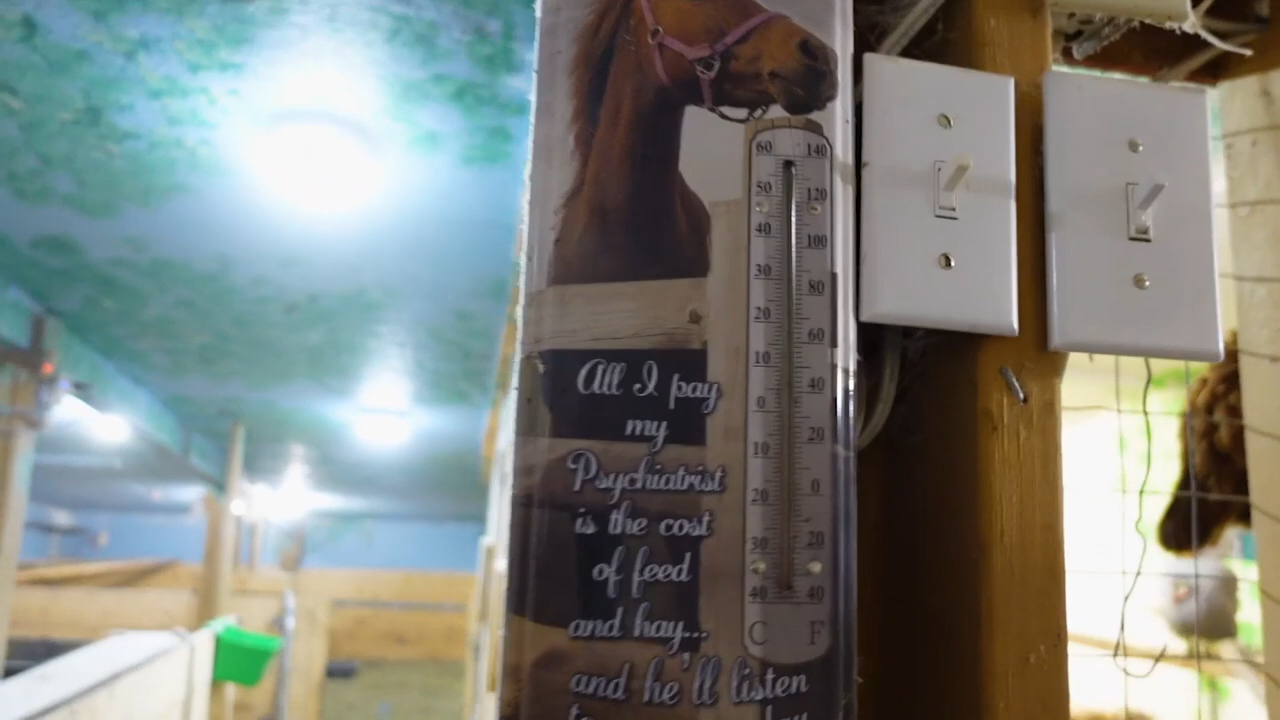 60 140
50 120
40 100
30 80
20 60
10 40
0 20
10 0
20 20
30 40
40
C F
All I pay
my
Psychiatrist
is the cost
of feed
and hay...
and he'll listen